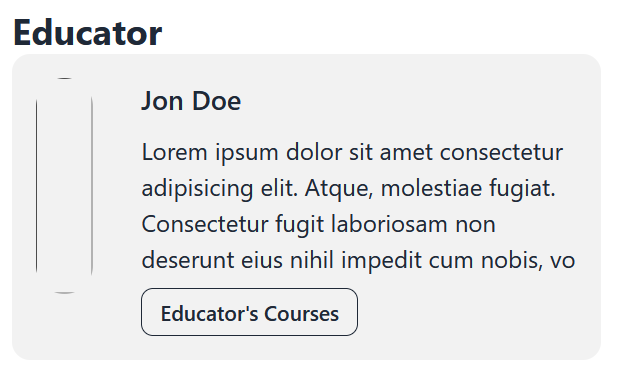 Educator
Jon Doe
Lorem ipsum dolor sit amet consectetur
adipisicing elit. Atque, molestiae fugiat.
Consectetur fugit laboriosam non
deserunt eius nihil impedit cum nobis, vo
Educator's Courses